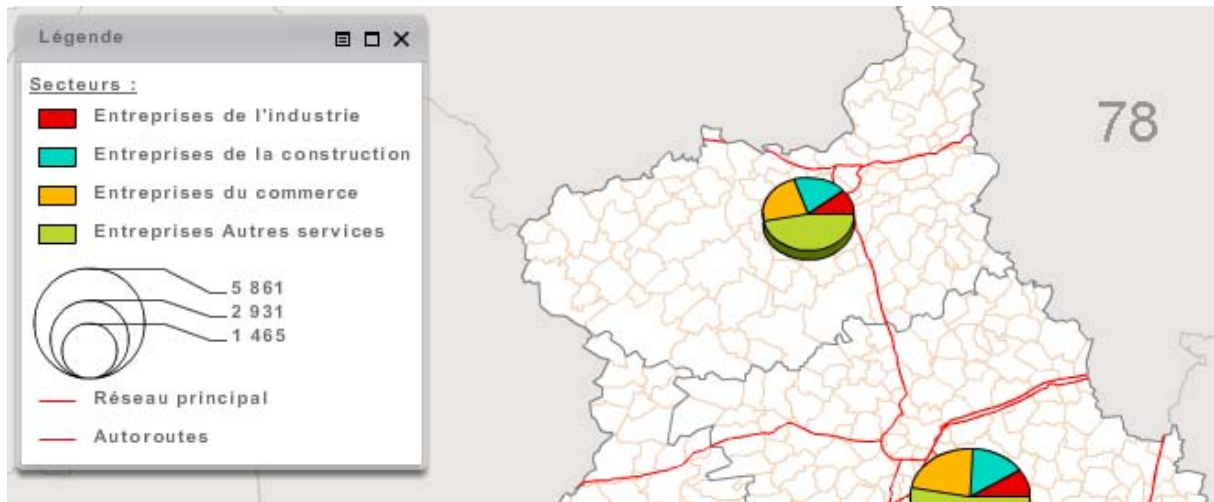 Légende
Secteurs :
Entreprises de l'industrie
Entreprises de la construction
Entreprises du commerce
Entreprises Autres services
5 861
2 931
1 465
Réseau principal
Autoroutes
78